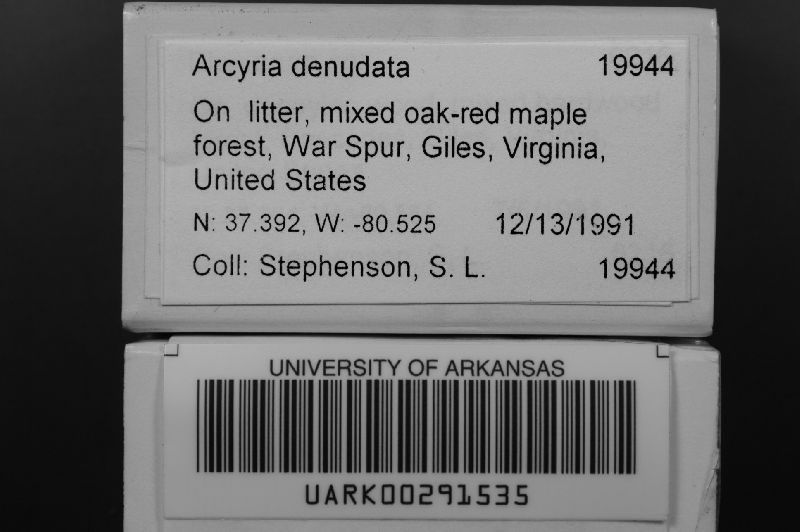 Arcyria denudata 19944
On litter, mixed oak-red maple
forest, War Spur, Giles, Virginia,
United States
N: 37.392, W: -80.525 12/13/1991
Coll: Stephenson, S. L. 19944
UNIVERSITY OF ARKANSAS
UARK00291535